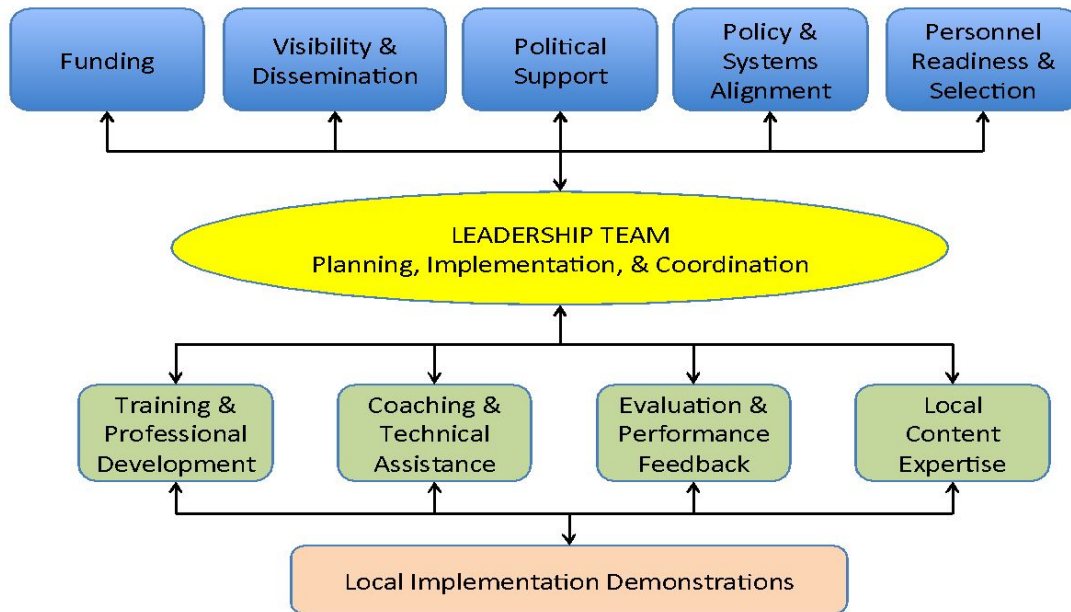 Funding
Visibility &
Dissemination
Political
Support
Policy &
Systems
Alignment
Personnel
Readiness &
Selection
LEADERSHIP TEAM
Planning, Implementation, & Coordination
Training &
Professional
Development
Coaching &
Technical
Assistance
Evaluation &
Performance
Feedback
Local
Content
Expertise
Local Implementation Demonstrations